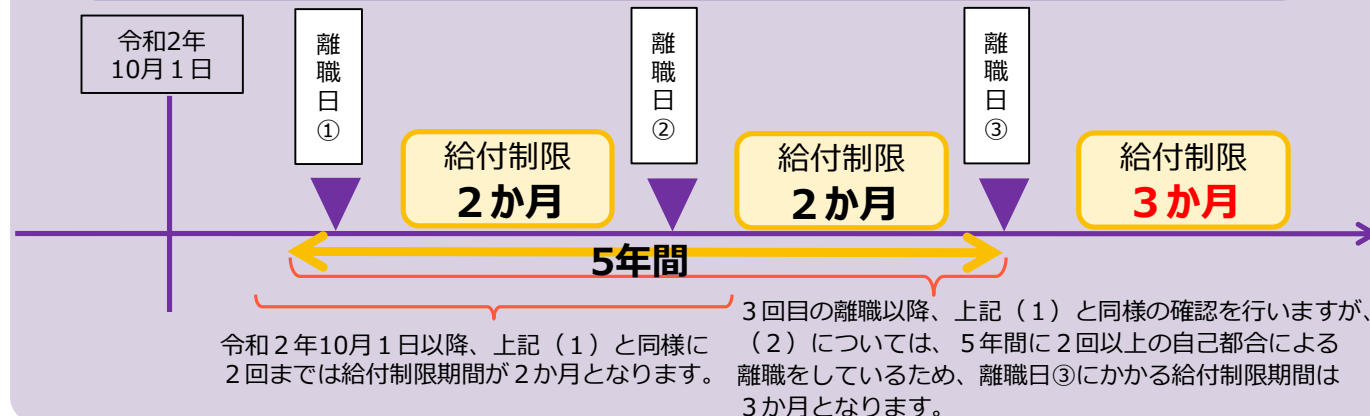 令和2年
10月１日
離職日①
離職日②
離職日③
給付制限
２か月
給付制限
２か月
給付制限
３か月
5年間
令和２年10月１日以降、上記（１）と同様に
２回までは給付制限期間が２か月となります。
３回目の離職以降、上記（１）と同様の確認を行いますが、
（２）については、５年間に２回以上の自己都合による
離職をしているため、離職日③にかかる給付制限期間は
３か月となります。